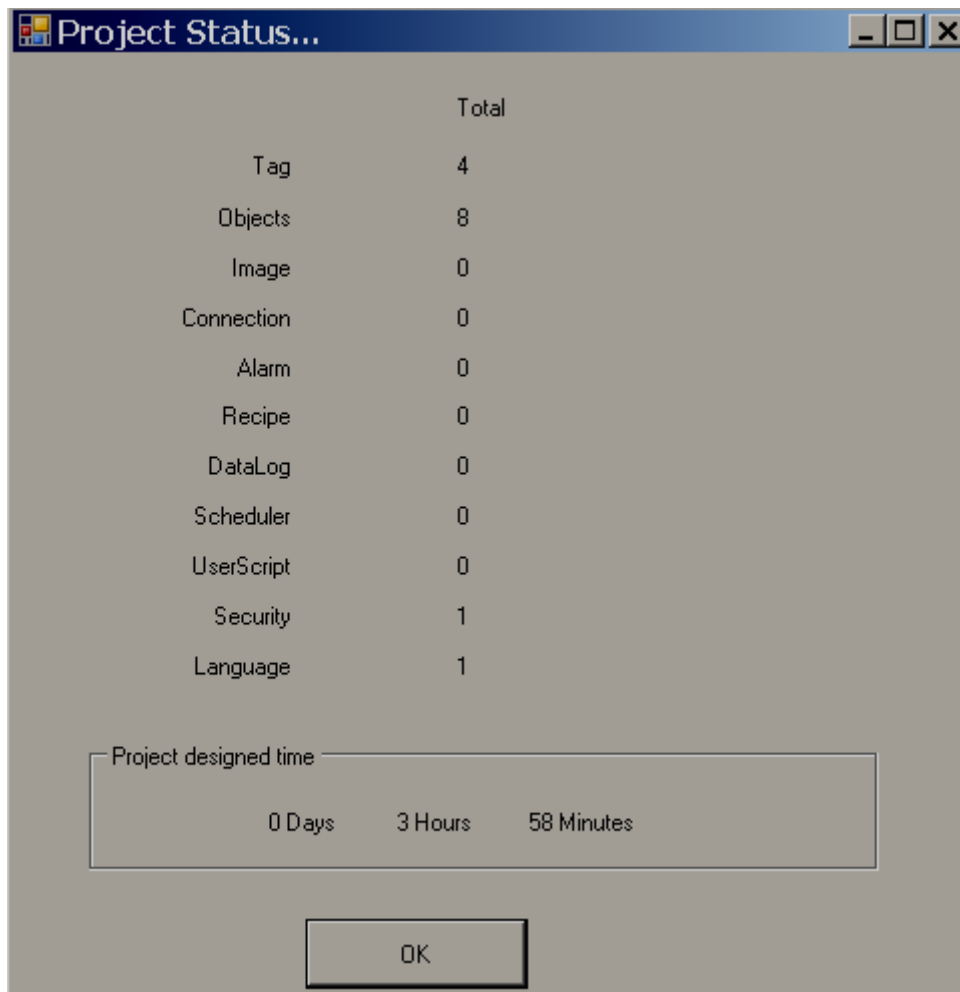 Project Status...
Total
Tag 4
Objects 8
Image 0
Connection 0
Alarm 0
Recipe 0
DataLog 0
Scheduler 0
UserScript 0
Security 1
Language 1
Project designed time
0 Days 3 Hours 58 Minutes
OK